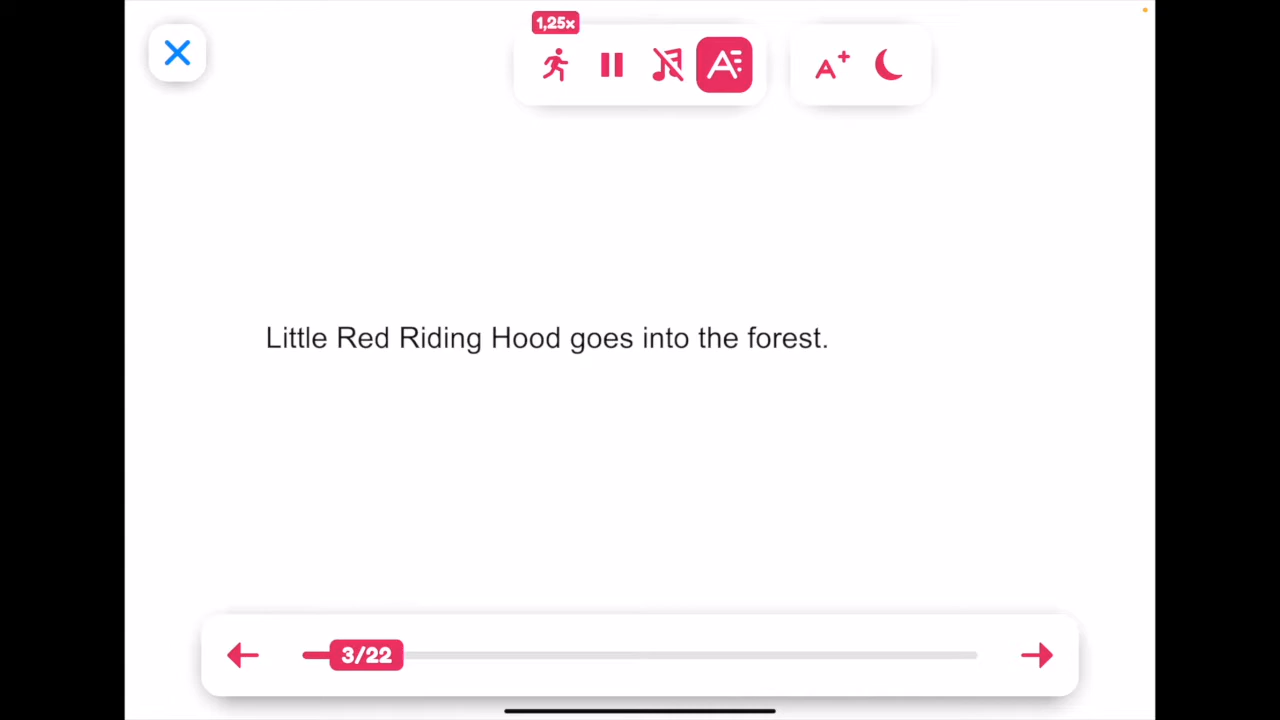 1,25x
A
A+
Little Red Riding Hood goes into the forest.
3/22